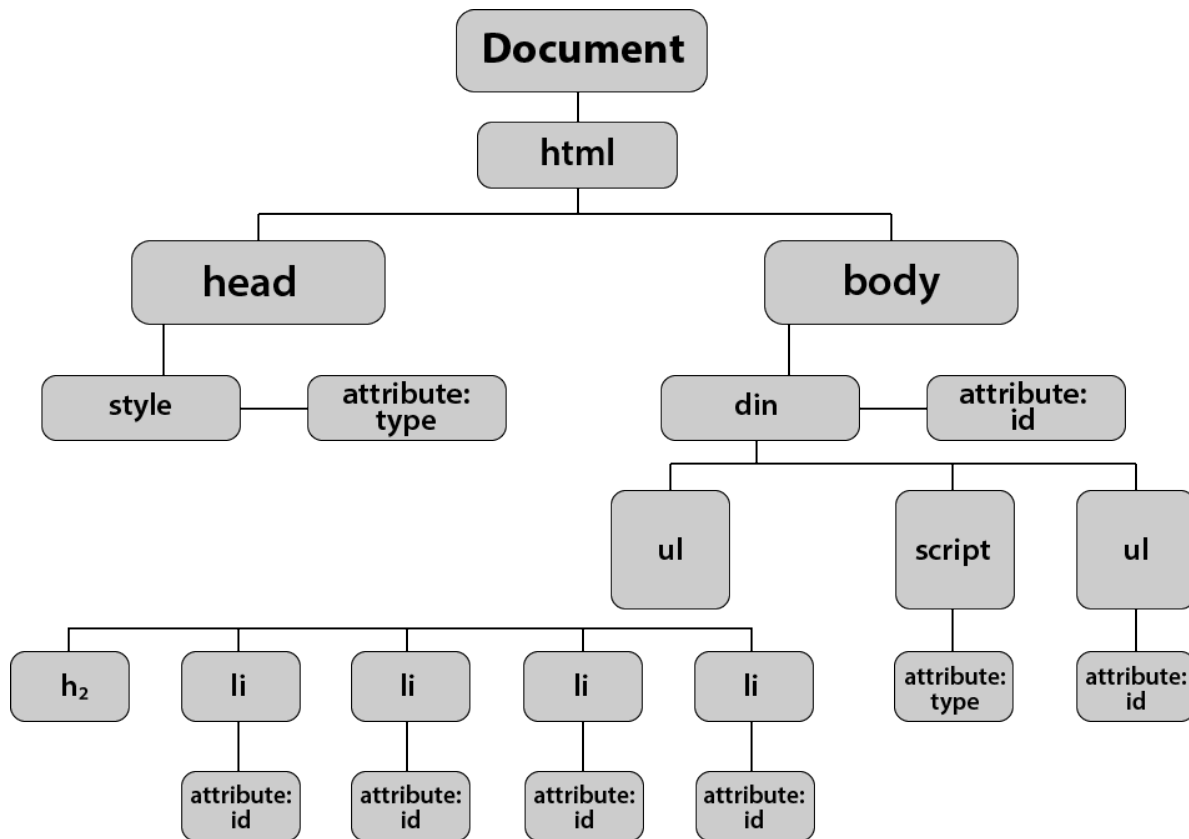 Document
html
head
body
style
attribute:
type
din
attribute:
id
ul
script
ul
h₂
li
li
li
li
attribute:
type
attribute:
id
attribute:
id
attribute:
id
attribute:
id
attribute:
id